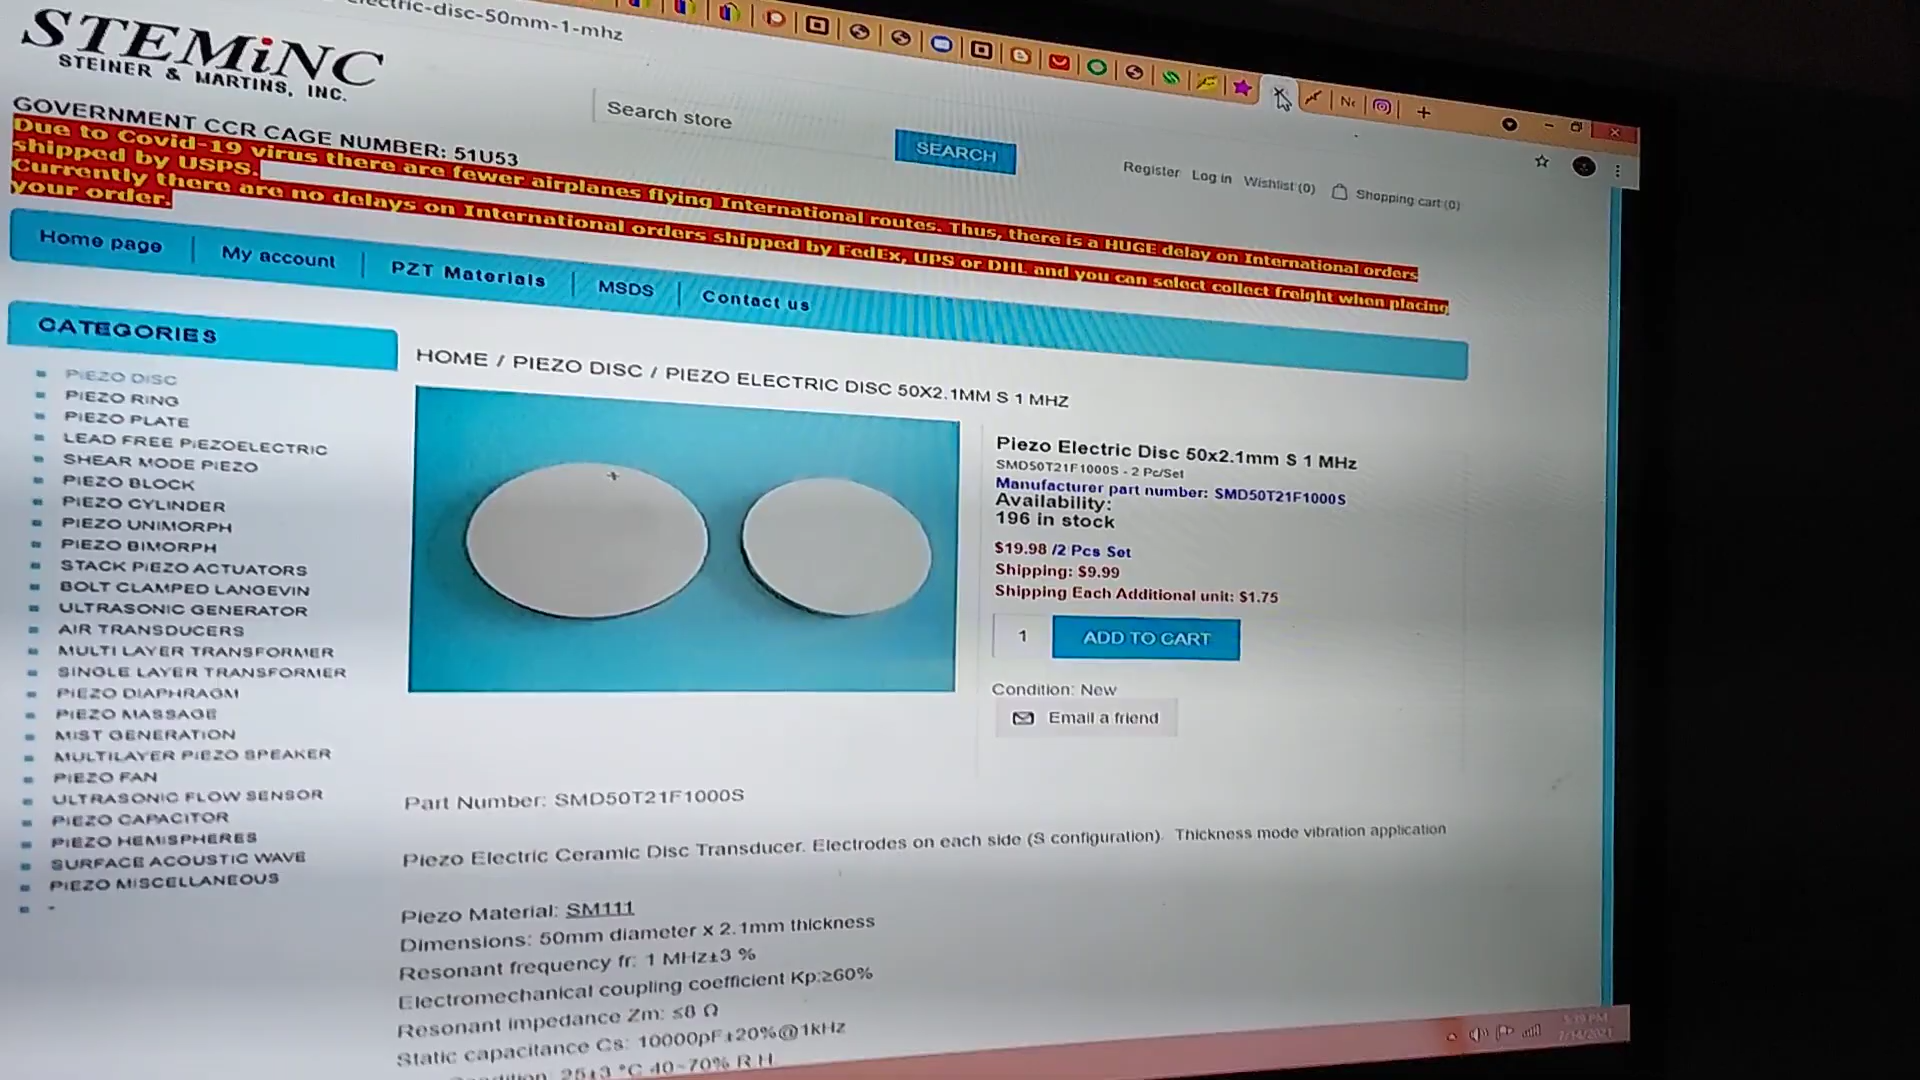 electric-disc-50mm-1-mhz
STEMiNC
STEINER & MARTINS, INC.
GOVERNMENT CCR CAGE NUMBER: 51U53
Search store
SEARCH
Register Log in Wishlist (0) Shopping cart (0)
Due to Covid-19 virus there are fewer airplanes flying International routes. Thus, there is a HUGE delay on International orders
shipped by USPS.
Currently there are no delays on International orders shipped by FedEx, UPS or DHL and you can select collect freight when placing
your order.
Home page My account PZT Materials MSDS Contact us
CATEGORIES
PIEZO DISC
PIEZO RING
PIEZO PLATE
LEAD FREE PIEZOELECTRIC
SHEAR MODE PIEZO
PIEZO BLOCK
PIEZO CYLINDER
PIEZO UNIMORPH
PIEZO BIMORPH
STACK PIEZO ACTUATORS
BOLT CLAMPED LANGEVIN
ULTRASONIC GENERATOR
AIR TRANSDUCERS
MULTI LAYER TRANSFORMER
SINGLE LAYER TRANSFORMER
PIEZO DIAPHRAGM
PIEZO MASSAGE
MIST GENERATION
MULTILAYER PIEZO SPEAKER
PIEZO FAN
ULTRASONIC FLOW SENSOR
PIEZO CAPACITOR
PIEZO HEMISPHERES
SURFACE ACOUSTIC WAVE
PIEZO MISCELLANEOUS
-
HOME / PIEZO DISC / PIEZO ELECTRIC DISC 50X2.1MM S 1 MHZ
+
Piezo Electric Disc 50x2.1mm S 1 MHz
SMD50T21F1000S - 2 Pc/Set
Manufacturer part number: SMD50T21F1000S
Availability:
196 in stock
$19.98 /2 Pcs Set
Shipping: $9.99
Shipping Each Additional unit: $1.75
1
ADD TO CART
Condition: New
Email a friend
Part Number: SMD50T21F1000S
Piezo Electric Ceramic Disc Transducer. Electrodes on each side (S configuration). Thickness mode vibration application
Piezo Material: SM111
Dimensions: 50mm diameter x 2.1mm thickness
Resonant frequency fr: 1 MHz±3 %
Electromechanical coupling coefficient Kp:≥60%
Resonant impedance Zm: ≤8 Ω
Static capacitance Cs: 10000pF±20%@1kHz
25±3 °C 40~70% R.H.